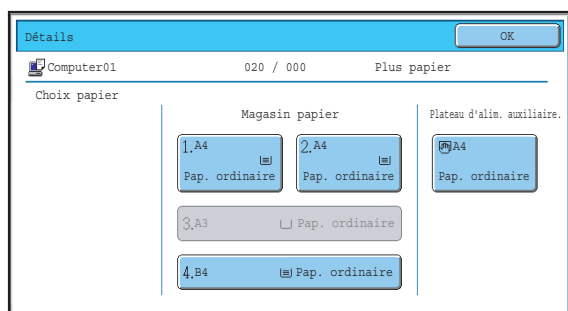 Détails
OK
Computer01 020 / 000 Plus papier
Choix papier
Magasin papier
Plateau d'alim. auxiliaire.
1. A4
Pap. ordinaire
2. A4
Pap. ordinaire
A4
Pap. ordinaire
3. A3 Pap. ordinaire
4. B4 Pap. ordinaire